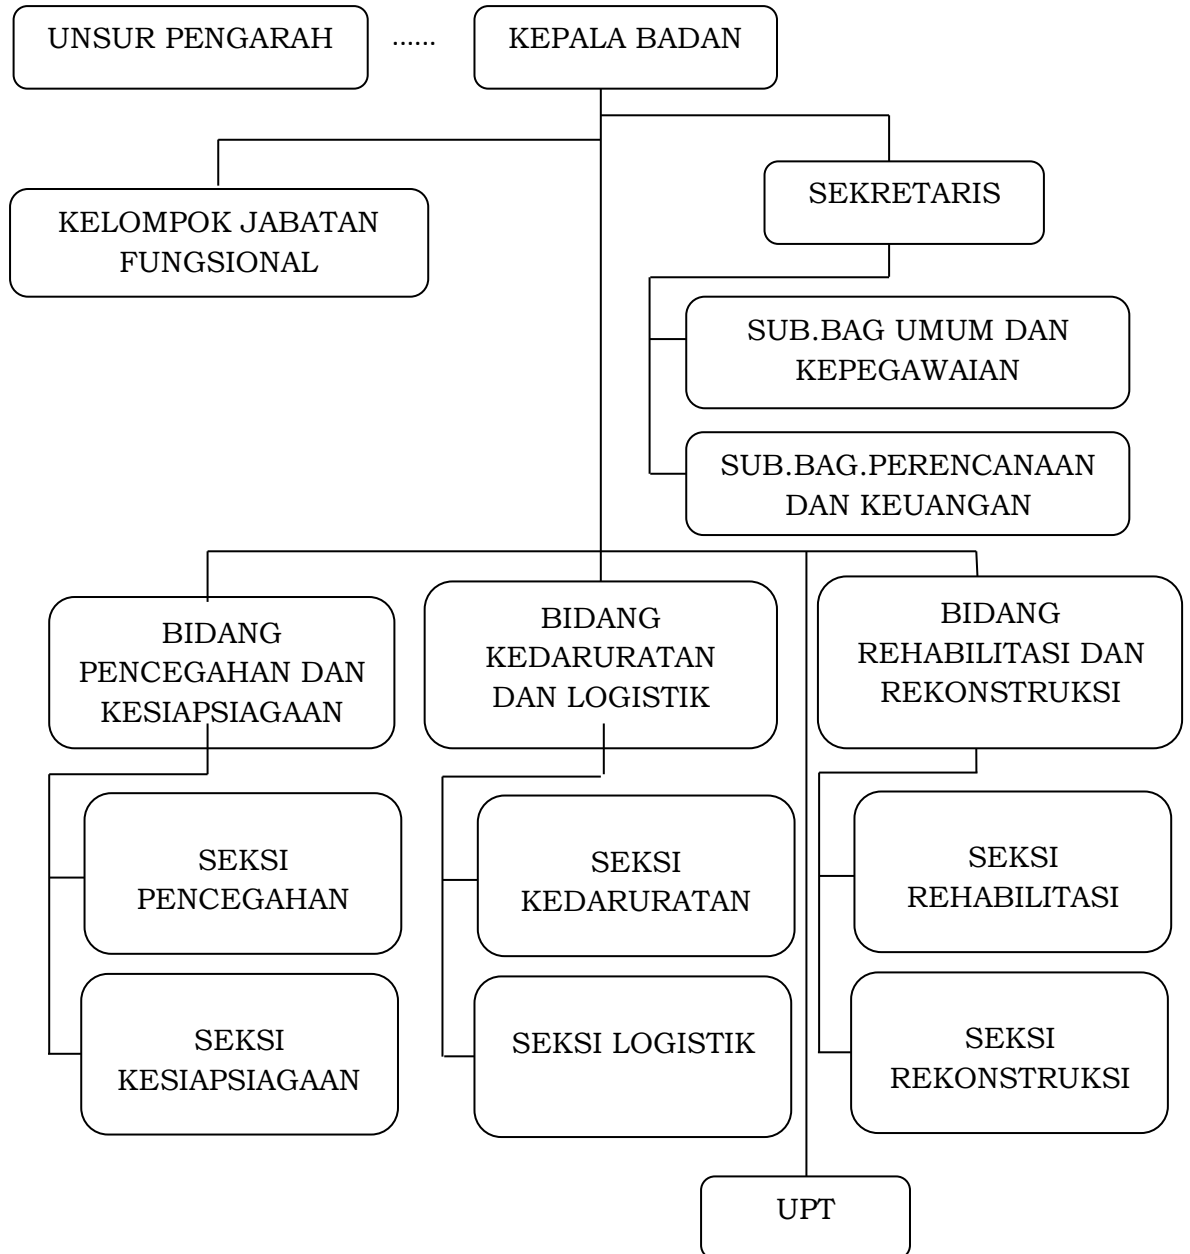 UNSUR PENGARAH ...... KEPALA BADAN
KELOMPOK JABATAN
FUNGSIONAL
SEKRETARIS
SUB.BAG UMUM DAN
KEPEGAWAIAN
SUB.BAG.PERENCANAAN
DAN KEUANGAN
BIDANG
PENCEGAHAN DAN
KESIAPSIAGAAN
BIDANG
KEDARURATAN
DAN LOGISTIK
BIDANG
REHABILITASI DAN
REKONSTRUKSI
SEKSI
PENCEGAHAN
SEKSI
KEDARURATAN
SEKSI
REHABILITASI
SEKSI
KESIAPSIAGAAN
SEKSI LOGISTIK
SEKSI
REKONSTRUKSI
UPT